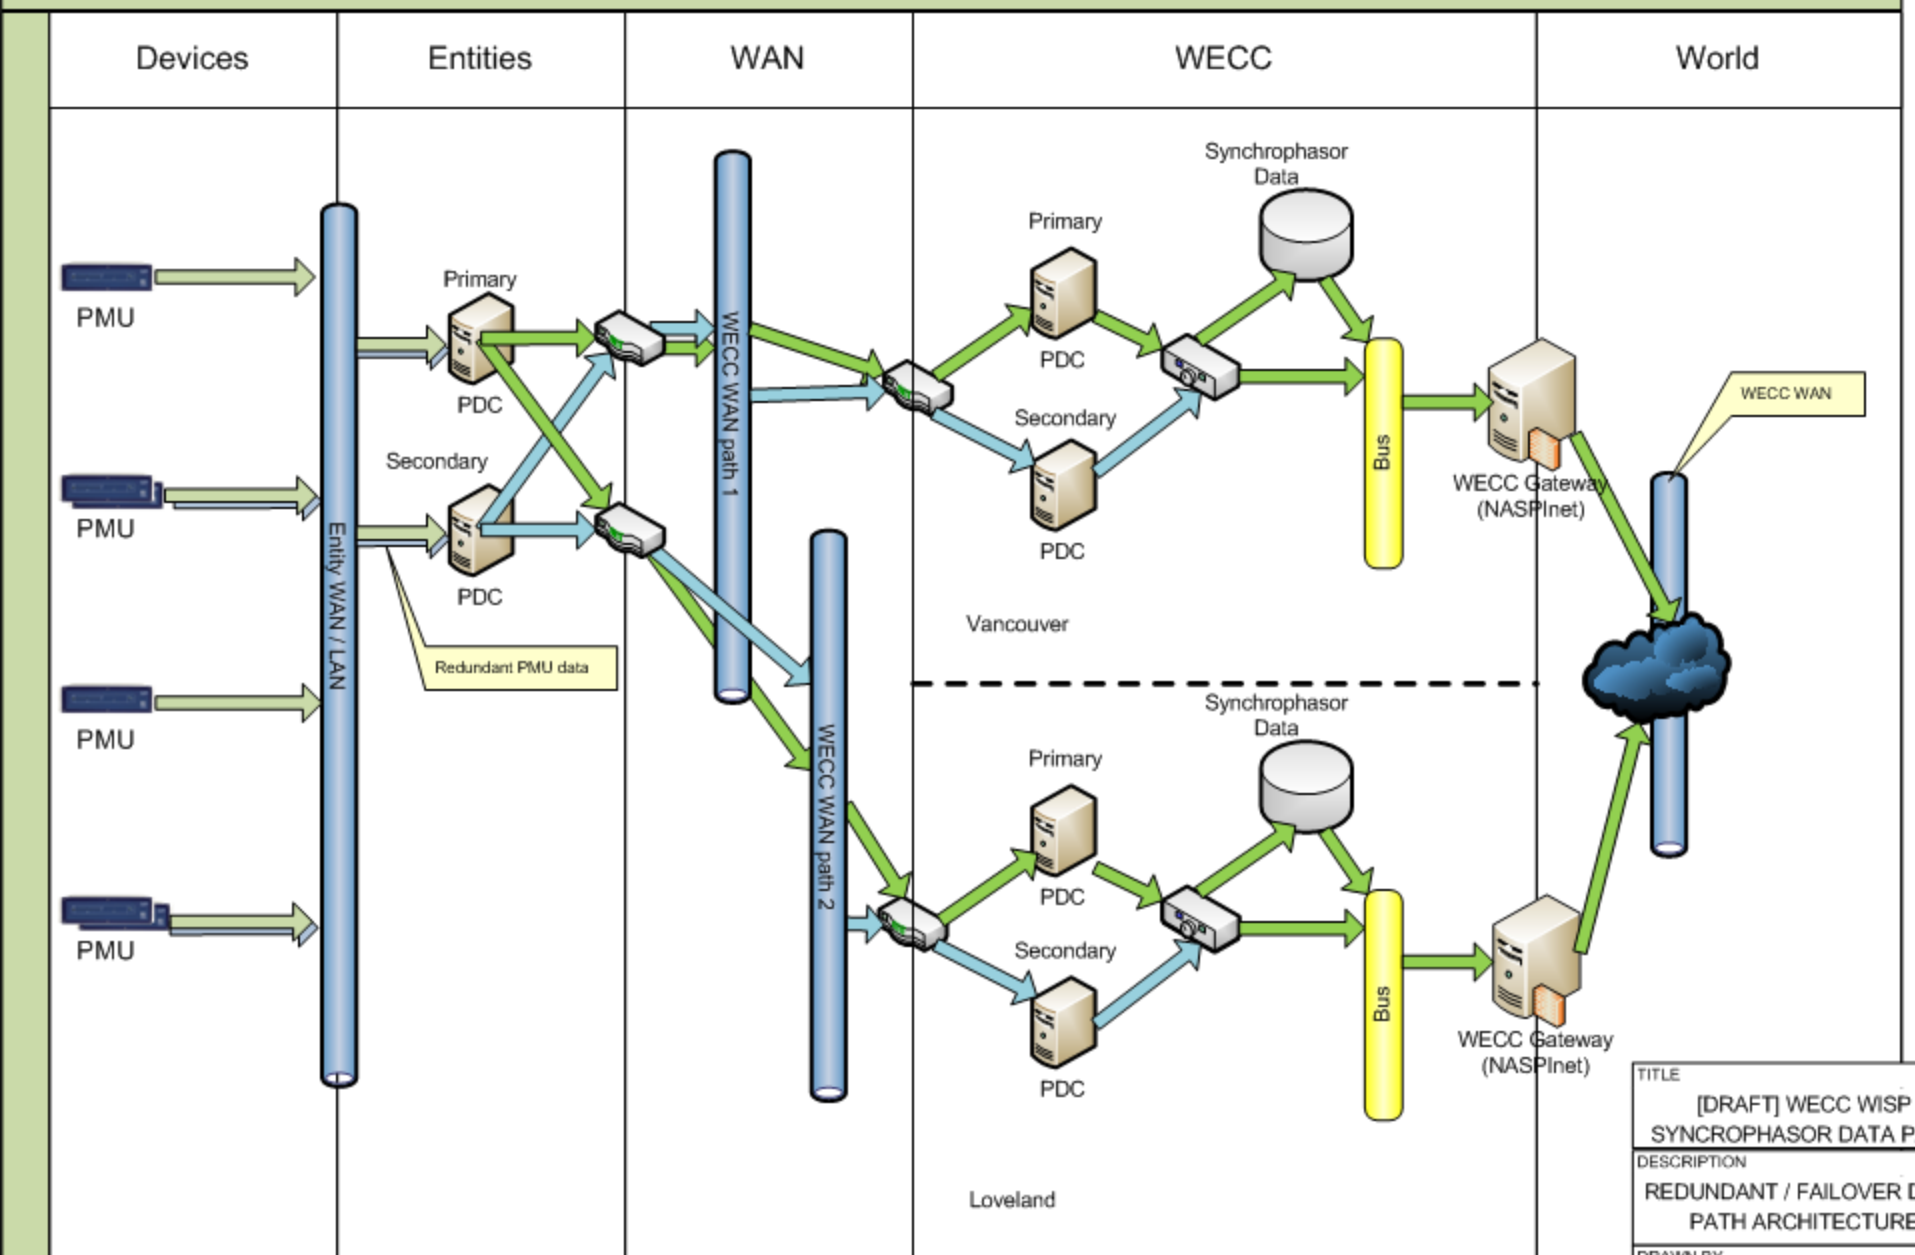 Devices
Entities
WAN
WECC
World
PMU
PMU
PMU
PMU
Entity WAN / LAN
Primary
PDC
Secondary
PDC
Redundant PMU data
WECC WAN path 1
WECC WAN path 2
Synchrophasor
Data
Primary
PDC
Secondary
PDC
Bus
Vancouver
WECC Gateway
(NASPInet)
WECC WAN
Synchrophasor
Data
Primary
PDC
Secondary
PDC
Bus
Loveland
WECC Gateway
(NASPInet)
TITLE
[DRAFT] WECC WISP
SYNCROPHASOR DATA P
DESCRIPTION
REDUNDANT / FAILOVER D
PATH ARCHITECTURE
DRAWN BY